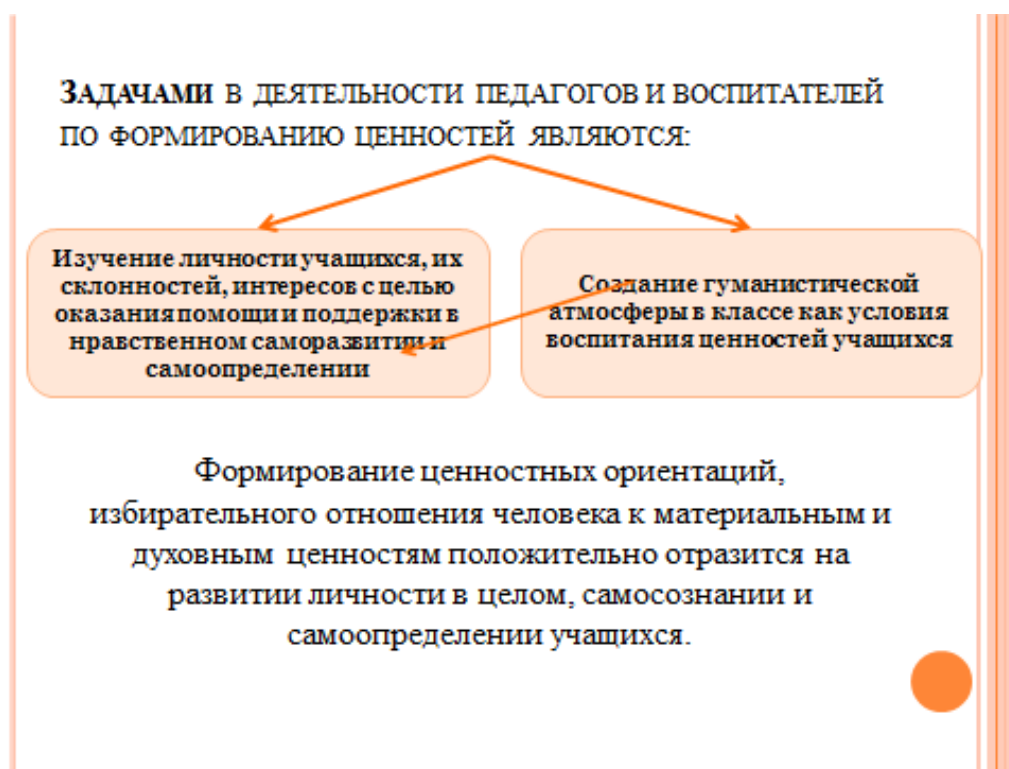 ЗАДАЧАМИ В ДЕЯТЕЛЬНОСТИ ПЕДАГОГОВ И ВОСПИТАТЕЛЕЙ
ПО ФОРМИРОВАНИЮ ЦЕННОСТЕЙ ЯВЛЯЮТСЯ:
Изучение личности учащихся, их
склонностей, интересов с целью
оказания помощи и поддержки в
нравственном саморазвитии и
самоопределении
Создание гуманистической
атмосферы в классе как условия
воспитания ценностей учащихся
Формирование ценностных ориентаций,
избирательного отношения человека к материальным и
духовным ценностям положительно отразится на
развитии личности в целом, самосознании и
самоопределении учащихся.